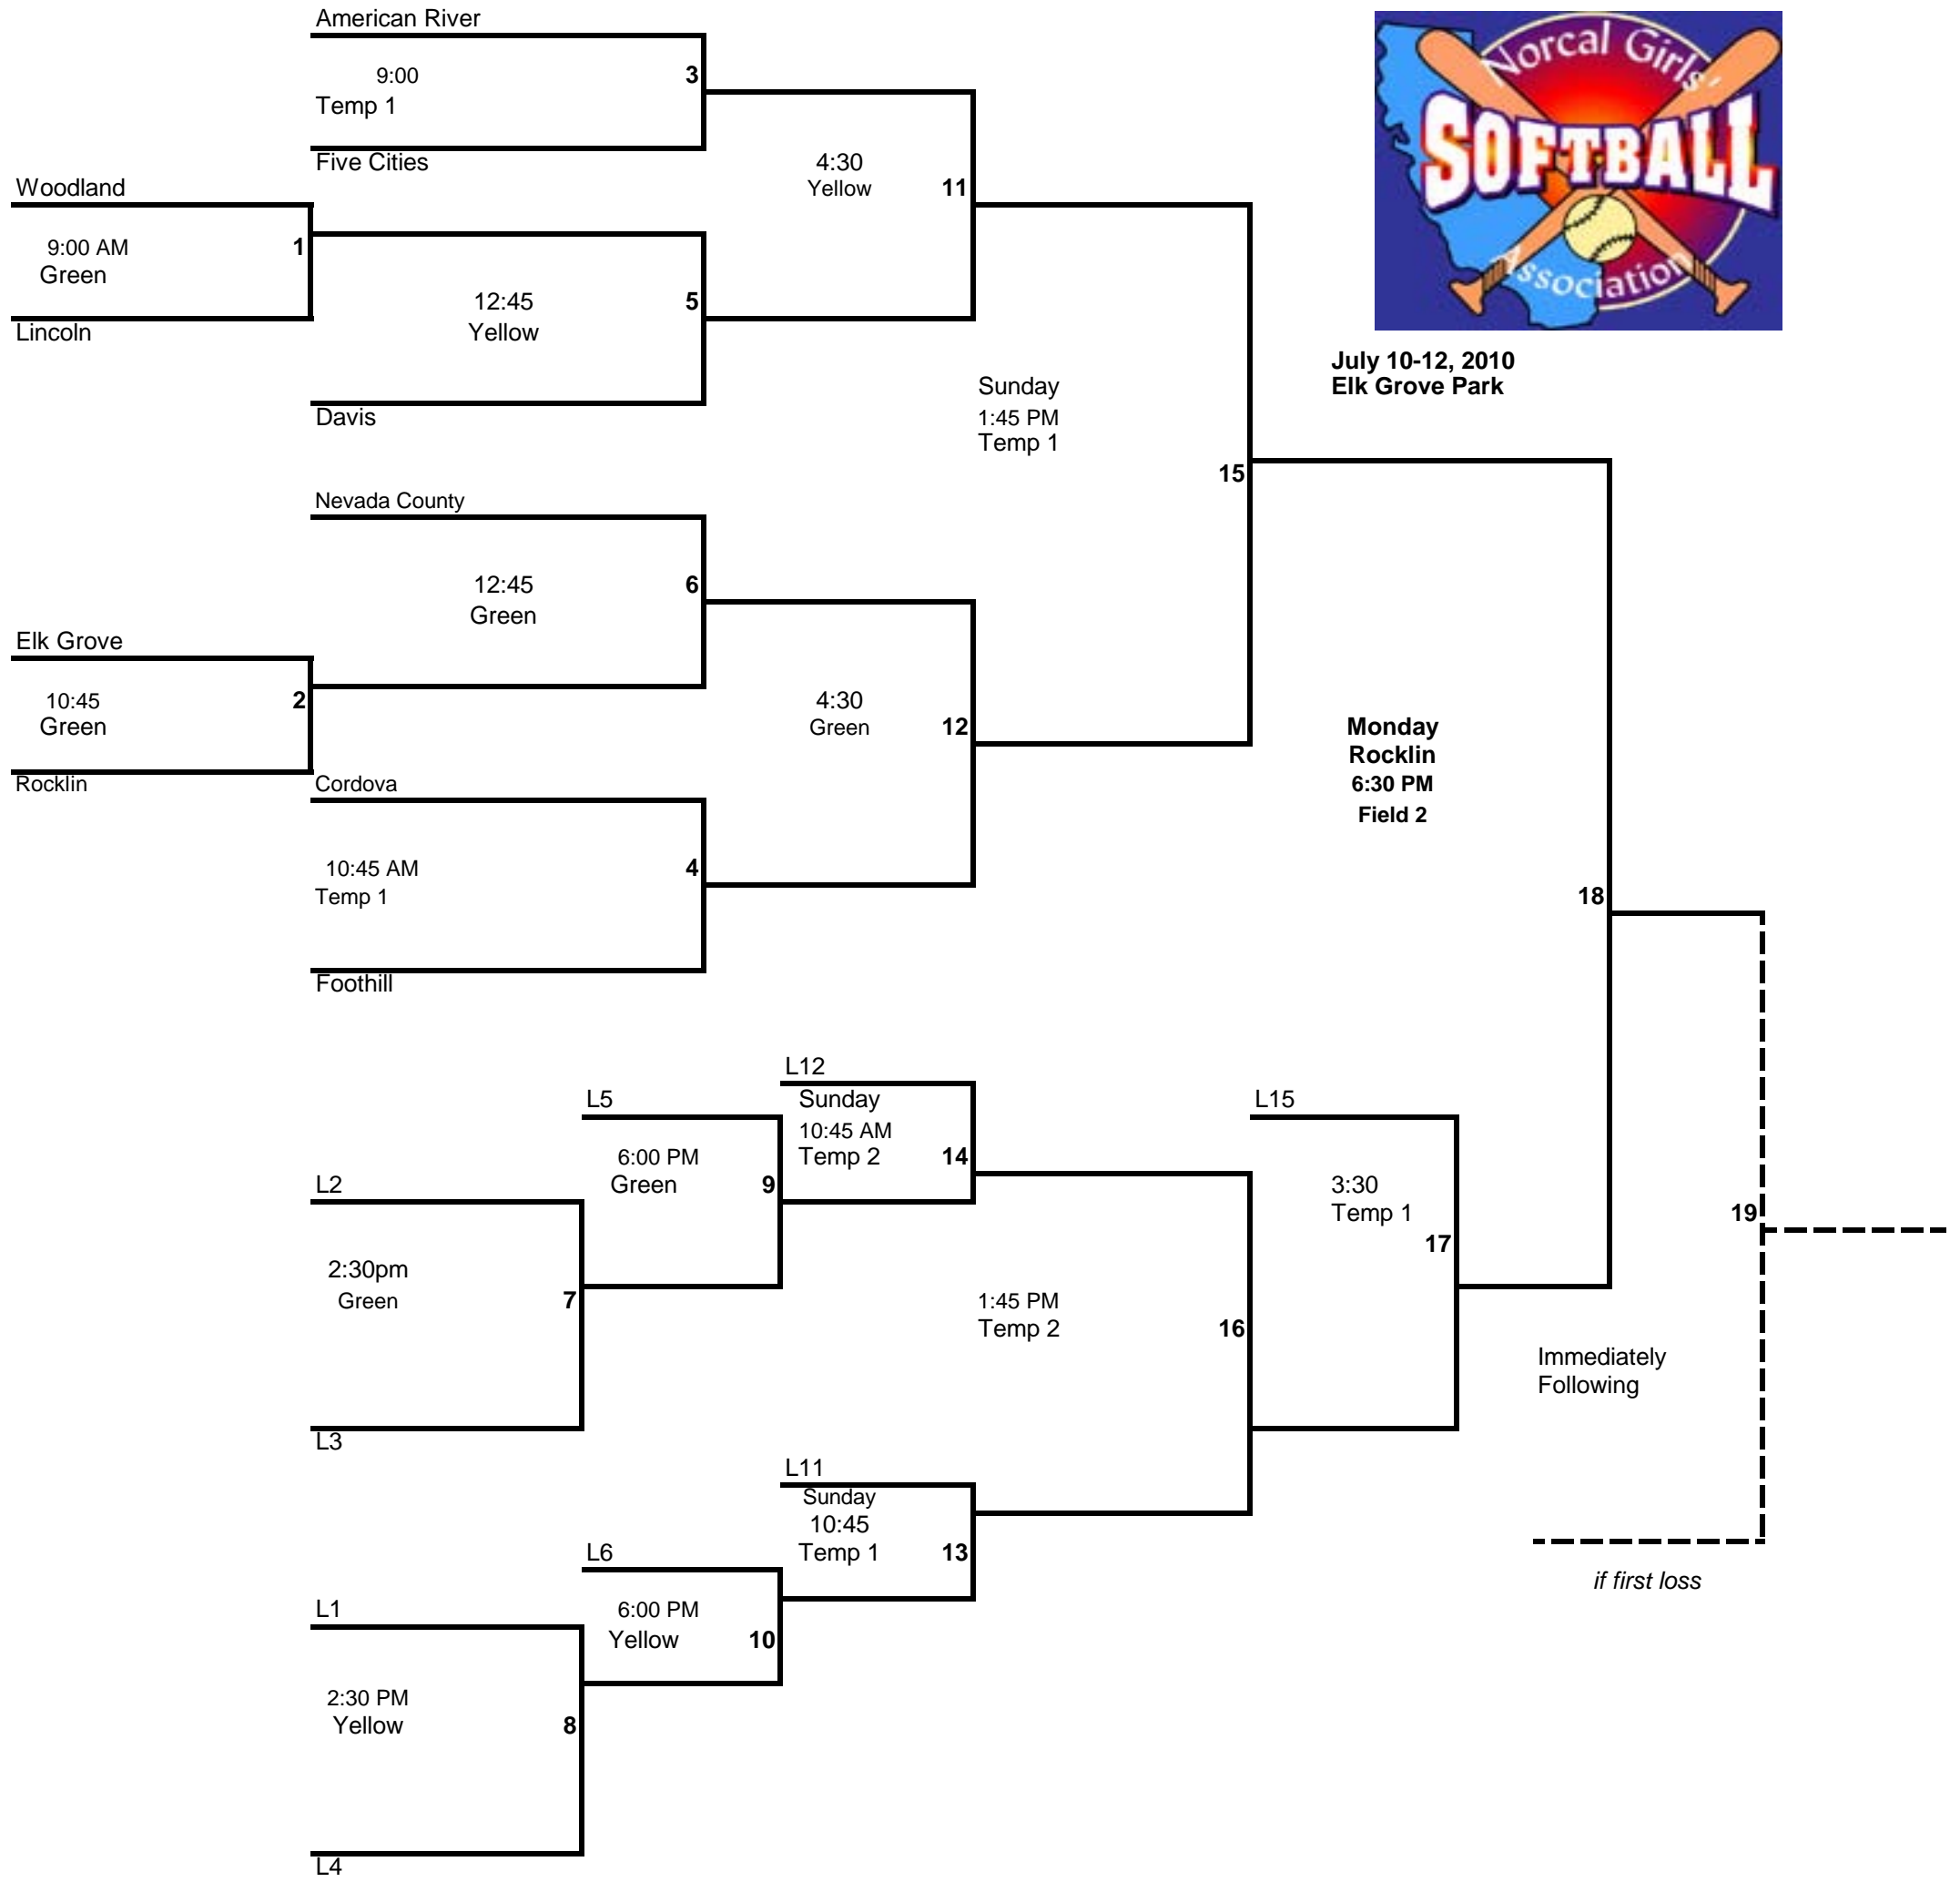 American River
9:00
3
Temp 1
Five Cities
Woodland
9:00 AM
1
Green
Lincoln
12:45
5
Yellow
Davis
4:30
Yellow
11
Norcal Girls'
SOFTBALL
Association
July 10-12, 2010
Elk Grove Park
Sunday
1:45 PM
Temp 1
15
Nevada County
12:45
6
Green
Elk Grove
10:45
2
Green
Rocklin
4:30
Green
12
Cordova
10:45 AM
4
Temp 1
Foothill
Monday
Rocklin
6:30 PM
Field 2
18
L12
Sunday
10:45 AM
Temp 2
14
L5
6:00 PM
Green
9
L2
2:30pm
Green
7
L3
L15
3:30
Temp 1
17
19
1:45 PM
Temp 2
16
Immediately
Following
L11
Sunday
10:45
Temp 1
13
L6
6:00 PM
Yellow
10
if first loss
L1
2:30 PM
Yellow
8
L4